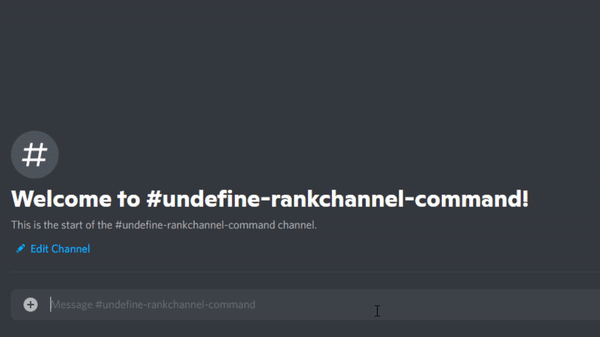 Welcome to #undefine-rankchannel-command!
This is the start of the #undefine-rankchannel-command channel.
Edit Channel
Message #undefine-rankchannel-command